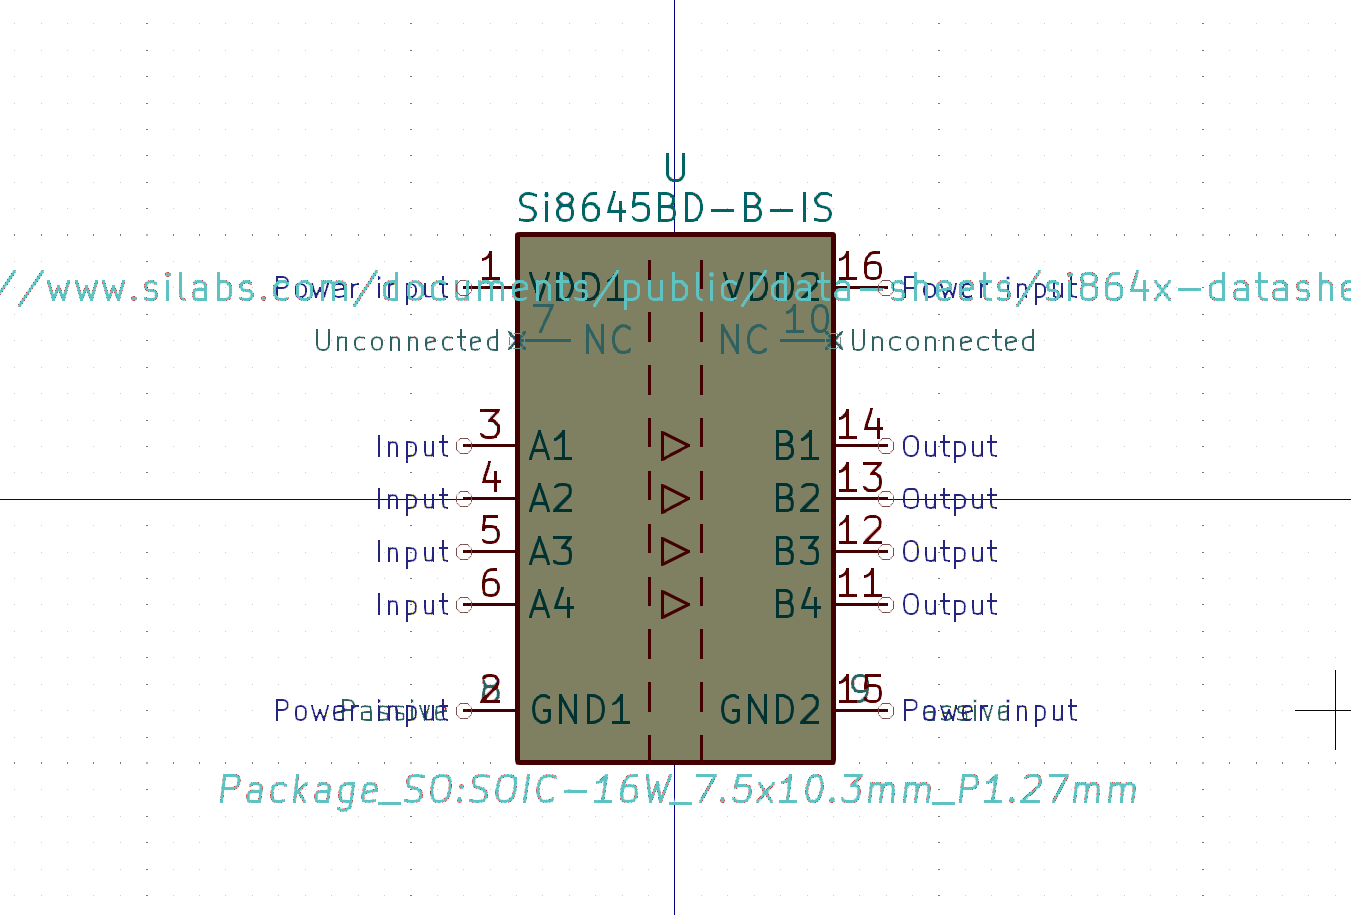 U
Si8645BD-B-IS
Power input 1 VDD1 VDD2 16 Power input
//www.silabs.com/documents/public/data-sheets/si864x-datashe
Unconnected 7 NC NC 10 Unconnected
Input 3 A1 B1 14 Output
Input 4 A2 B2 13 Output
Input 5 A3 B3 12 Output
Input 6 A4 B4 11 Output
Power input Passive 2 8 GND1 GND2 15 9 Power input Passive
Package_SO:SOIC-16W_7.5x10.3mm_P1.27mm